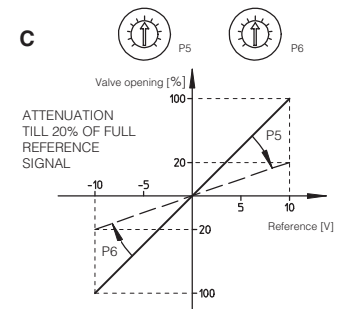 C
P5
P6
Valve opening [%]
100
ATTENUATION
TILL 20% OF FULL
REFERENCE
SIGNAL
P5
20
-10
-5
5
10
Reference [V]
20
P6
100